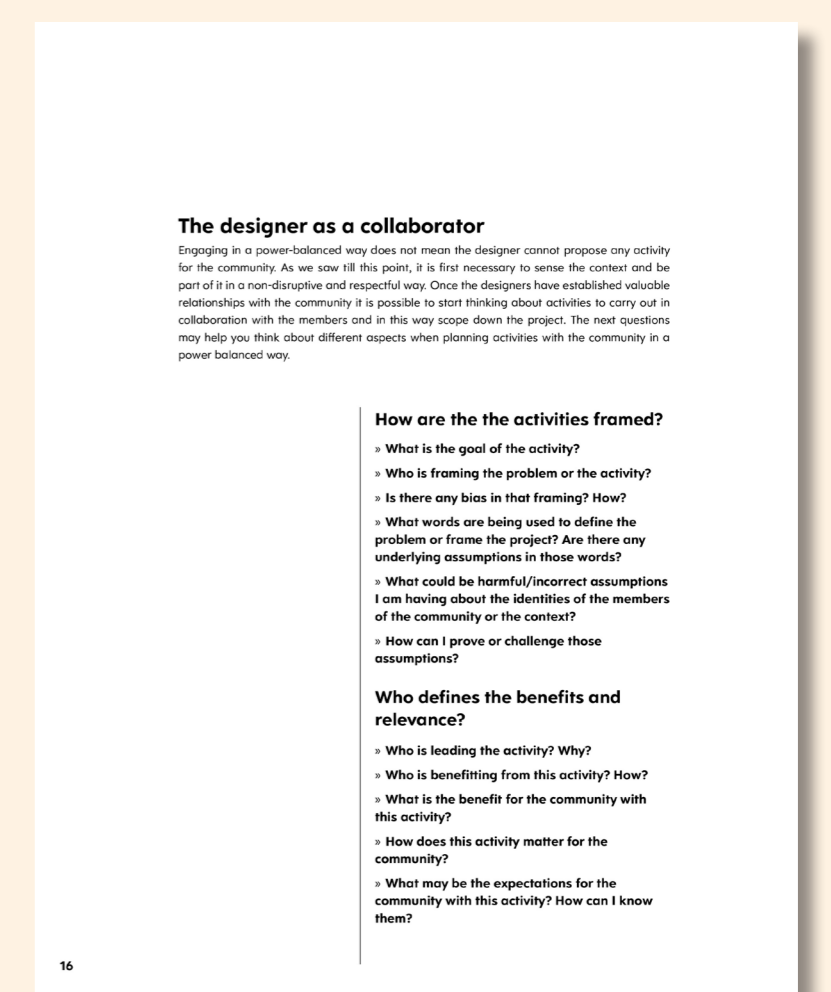 The designer as a collaborator
Engaging in a power-balanced way does not mean the designer cannot propose any activity
for the community. As we saw till this point, it is first necessary to sense the context and be
part of it in a non-disruptive and respectful way. Once the designers have established valuable
relationships with the community it is possible to start thinking about activities to carry out in
collaboration with the members and in this way scope down the project. The next questions
may help you think about different aspects when planning activities with the community in a
power balanced way.
How are the the activities framed?
» What is the goal of the activity?
» Who is framing the problem or the activity?
» Is there any bias in that framing? How?
» What words are being used to define the
problem or frame the project? Are there any
underlying assumptions in those words?
» What could be harmful/incorrect assumptions
I am having about the identities of the members
of the community or the context?
» How can I prove or challenge those
assumptions?
Who defines the benefits and
relevance?
» Who is leading the activity? Why?
» Who is benefitting from this activity? How?
» What is the benefit for the community with
this activity?
» How does this activity matter for the
community?
» What may be the expectations for the
community with this activity? How can I know
them?
16